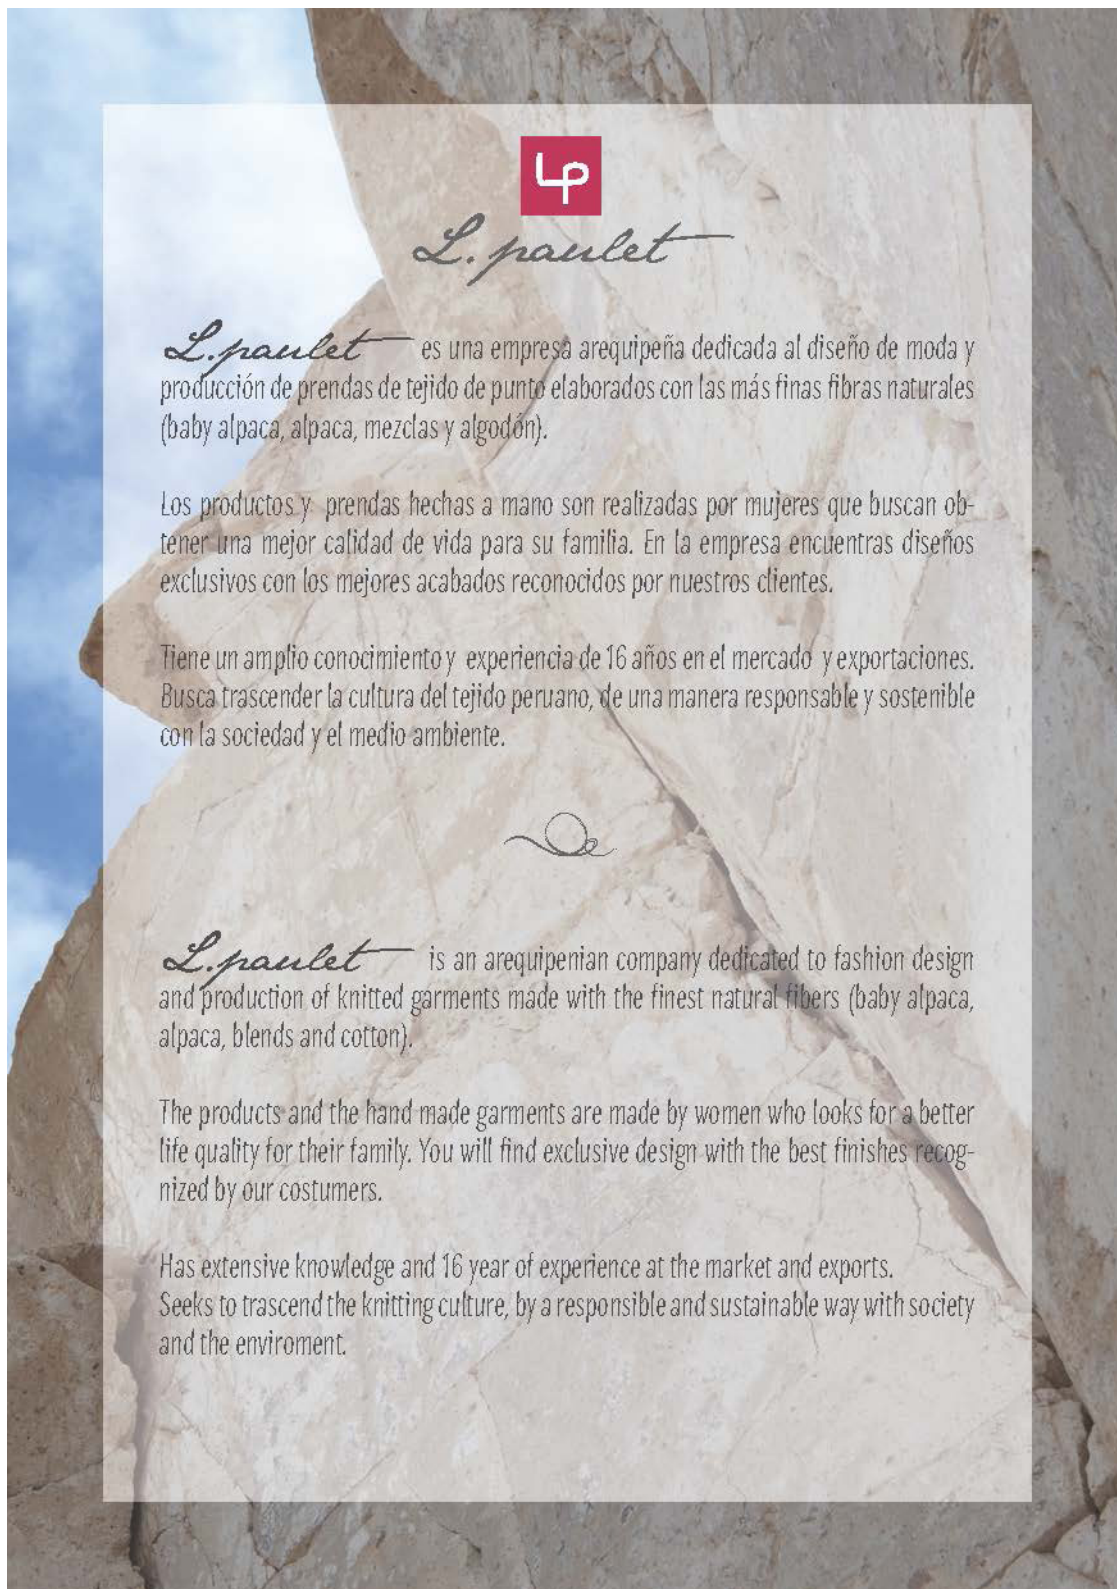 LP
L. paulet
L. paulet es una empresa arequipeña dedicada al diseño de moda y
producción de prendas de tejido de punto elaborados con las más finas fibras naturales
(baby alpaca, alpaca, mezclas y algodón).
Los productos y prendas hechas a mano son realizadas por mujeres que buscan ob-
tener una mejor calidad de vida para su familia. En la empresa encuentras diseños
exclusivos con los mejores acabados reconocidos por nuestros clientes.
Tiene un amplio conocimiento y experiencia de 16 años en el mercado y exportaciones.
Busca trascender la cultura del tejido peruano, de una manera responsable y sostenible
con la sociedad y el medio ambiente.
L. paulet is an arequipenian company dedicated to fashion design
and production of knitted garments made with the finest natural fibers (baby alpaca,
alpaca, blends and cotton).
The products and the hand made garments are made by women who looks for a better
life quality for their family. You will find exclusive design with the best finishes recog-
nized by our costumers.
Has extensive knowledge and 16 year of experience at the market and exports.
Seeks to trascend the knitting culture, by a responsible and sustainable way with society
and the enviroment.